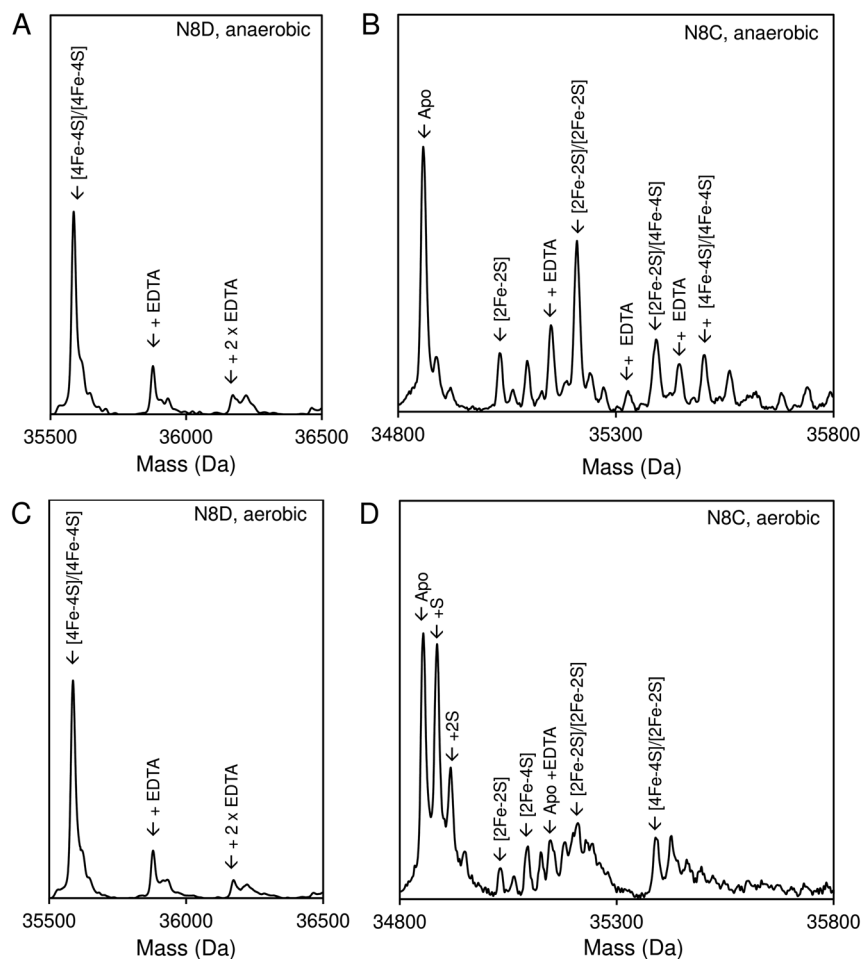 A
N8D, anaerobic
← [4Fe-4S]/[4Fe-4S]
← + EDTA
← + 2 x EDTA
35500
36000
36500
Mass (Da)
B
N8C, anaerobic
← Apo
← [2Fe-2S]
← + EDTA
← [2Fe-2S]/[2Fe-2S]
←+ EDTA
←[2Fe-2S]/[4Fe-4S]
← + EDTA
←+ [4Fe-4S]/[4Fe-4S]
34800
35300
35800
Mass (Da)
C
N8D, aerobic
← [4Fe-4S]/[4Fe-4S]
← + EDTA
← + 2 x EDTA
35500
36000
36500
Mass (Da)
D
N8C, aerobic
← Apo
←+S
←+2S
← [2Fe-2S]
← [2Fe-4S]
← Apo +EDTA
← [2Fe-2S]/[2Fe-2S]
← [4Fe-4S]/[2Fe-2S]
34800
35300
35800
Mass (Da)